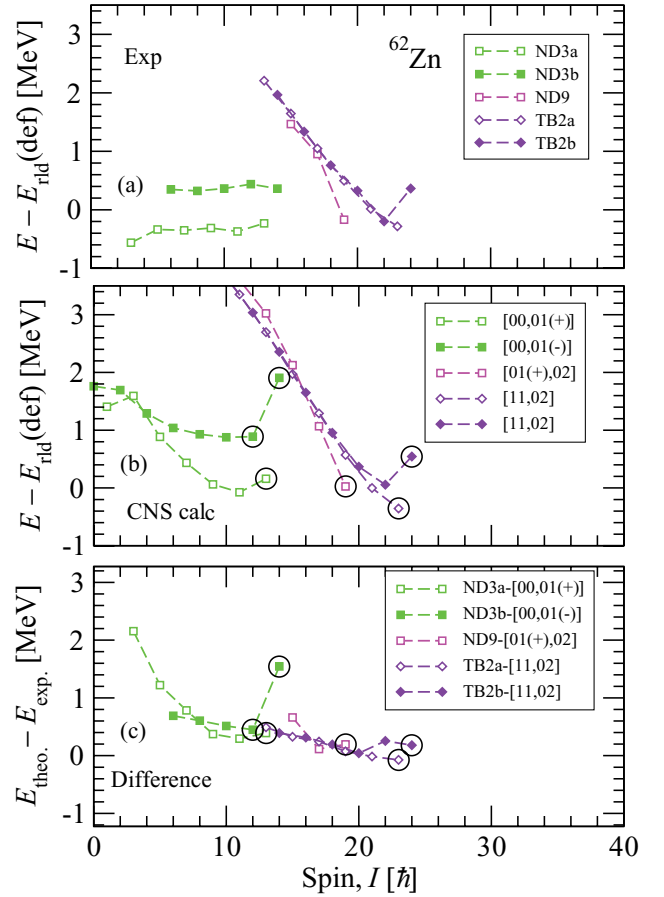 Exp
⁶²Zn
ND3a
ND3b
ND9
TB2a
TB2b
(a)
E − E_rld(def) [MeV]
3
2
1
0
-1
[00,01(+)]
[00,01(-)]
[01(+),02]
[11,02]
[11,02]
(b)
CNS calc
E − E_rld(def) [MeV]
3
2
1
0
-1
ND3a-[00,01(+)]
ND3b-[00,01(-)]
ND9-[01(+),02]
TB2a-[11,02]
TB2b-[11,02]
(c)
Difference
E_theo. − E_exp. [MeV]
3
2
1
0
-1
0 10 20 30 40
Spin, I [ħ]